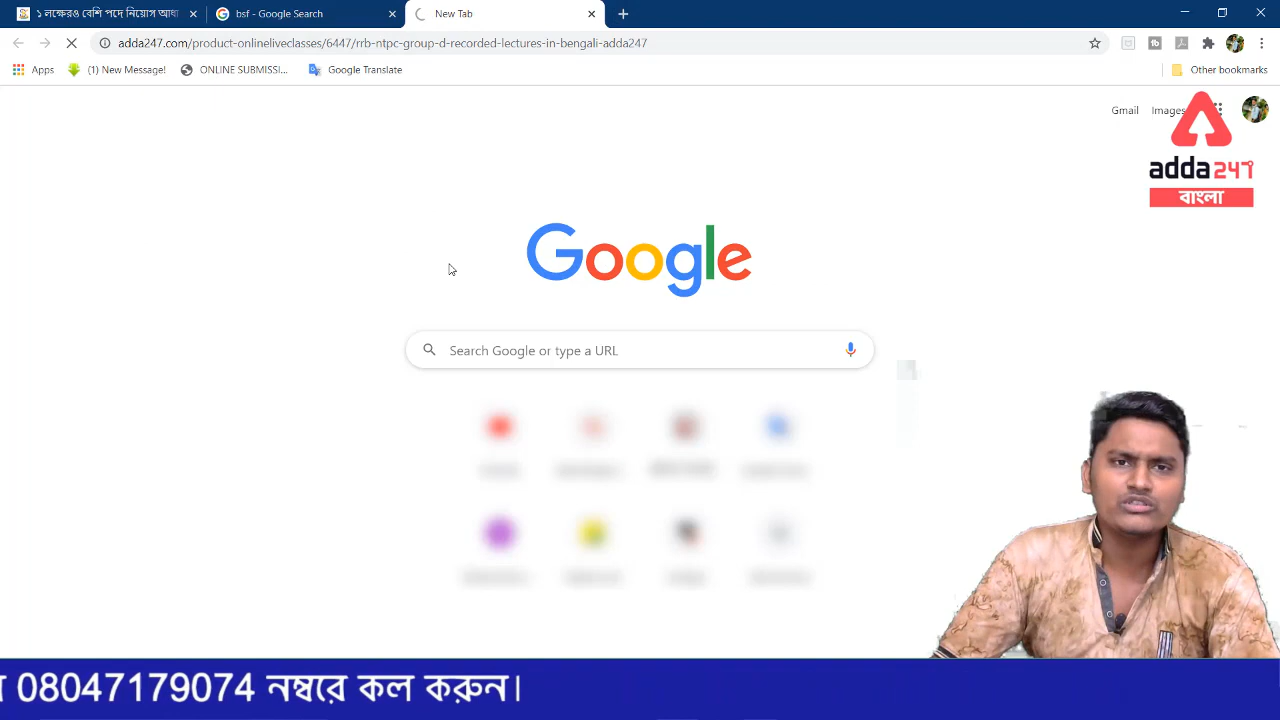 ১ লক্ষেরও বেশি পদে নিয়োগ আধা
bsf - Google Search
New Tab
adda247.com/product-onlineliveclasses/6447/rrb-ntpc-group-d-recorded-lectures-in-bengali-adda247
Apps
(1) New Message!
ONLINE SUBMISSI...
Google Translate
Other bookmarks
Gmail
Images
adda247
বাংলা
Google
Search Google or type a URL
08047179074 নম্বরে কল করুন।